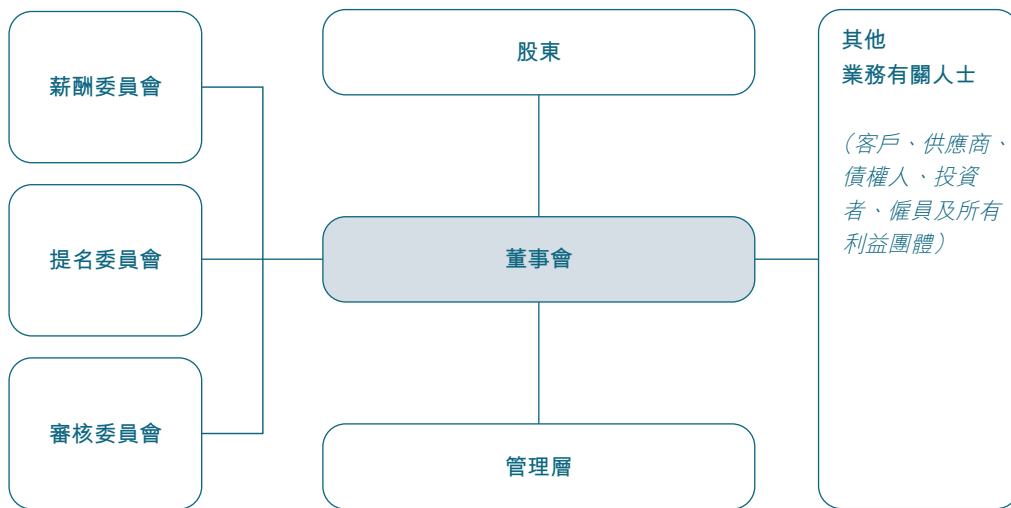 薪酬委員會
提名委員會
審核委員會
股東
董事會
管理層
其他
業務有關人士
（客戶、供應商、
債權人、投資
者、僱員及所有
利益團體）